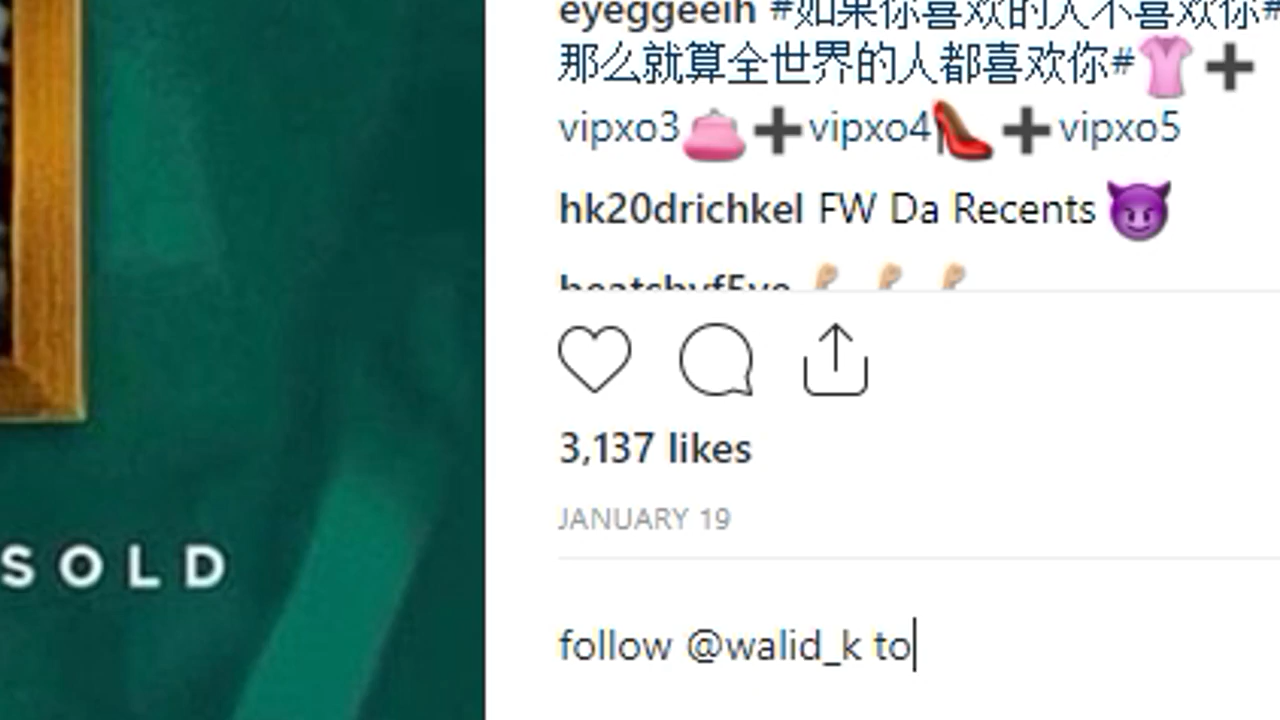 SOLD
eyeggeeih #如果你喜欢的人不喜欢你#
那么就算全世界的人都喜欢你#👚➕
vipxo3👛➕vipxo4👠➕vipxo5
hk20drichkel FW Da Recents 😈
beatsbyf5ve
3,137 likes
JANUARY 19
follow @walid_k to